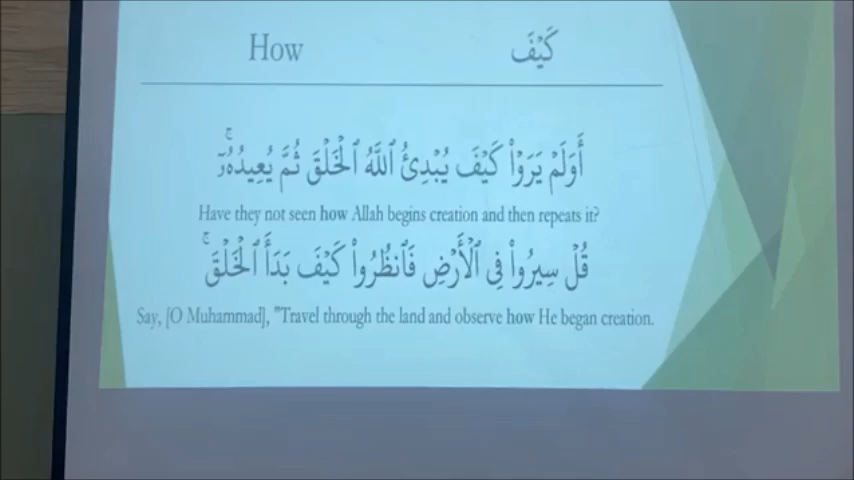 How كَيْفَ
أَوَلَمْ يَرَوْا۟ كَيْفَ يُبْدِئُ ٱللَّهُ ٱلْخَلْقَ ثُمَّ يُعِيدُهُۥٓ ۚ
Have they not seen how Allah begins creation and then repeats it?
قُلْ سِيرُوا۟ فِى ٱلْأَرْضِ فَٱنظُرُوا۟ كَيْفَ بَدَأَ ٱلْخَلْقَ ۚ
Say, [O Muhammad], "Travel through the land and observe how He began creation.